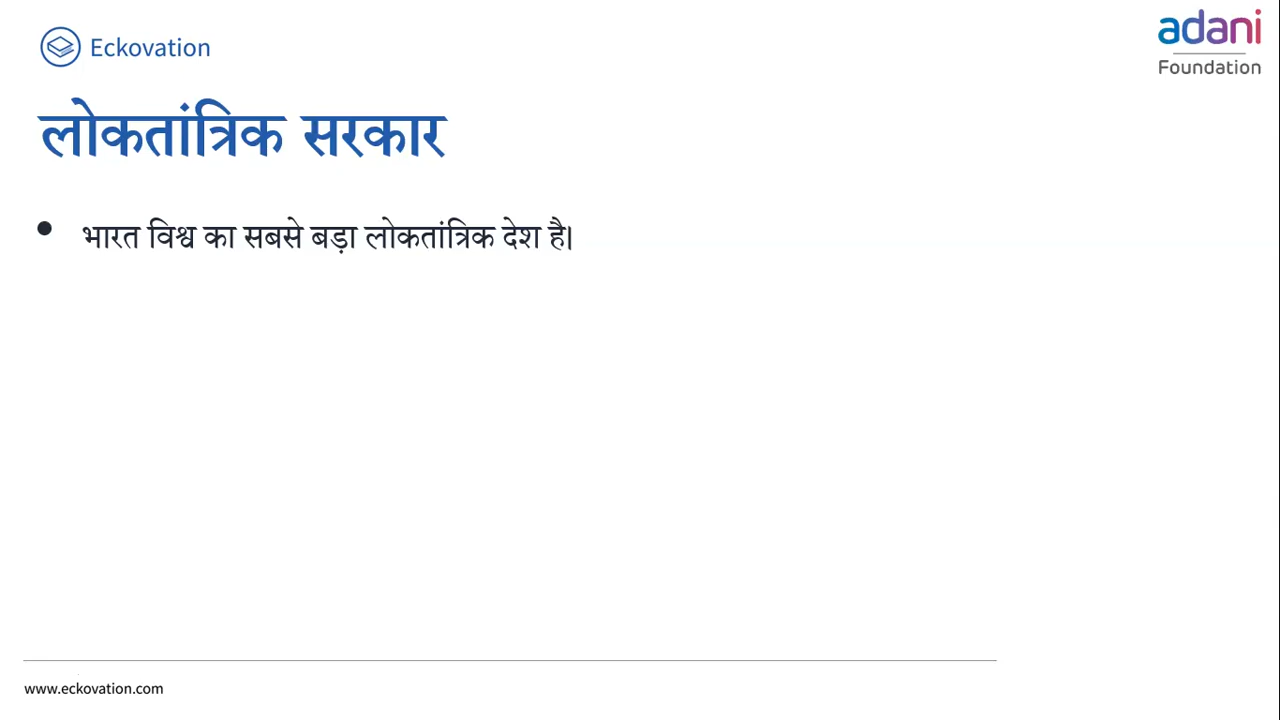 Eckovation
adani
Foundation
लोकतांत्रिक सरकार
• भारत विश्व का सबसे बड़ा लोकतांत्रिक देश है।
www.eckovation.com